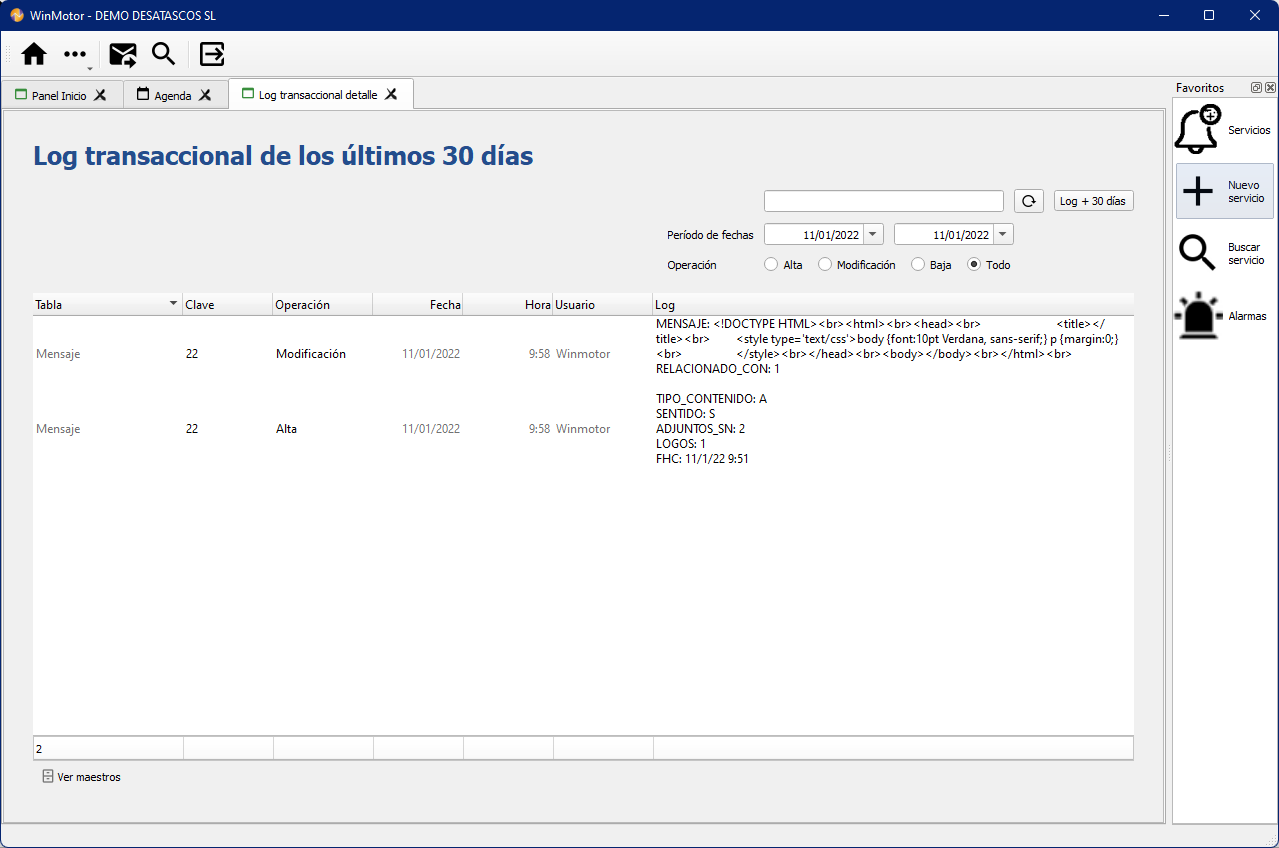 WinMotor - DEMO DESATASCOS SL
Panel Inicio
Agenda
Log transaccional detalle
Favoritos
Servicios
Nuevo
servicio
Buscar
servicio
Alarmas
Log transaccional de los últimos 30 días
Log + 30 días
Período de fechas 11/01/2022 11/01/2022
Operación Alta Modificación Baja Todo
Tabla Clave Operación Fecha Hora Usuario Log
Mensaje 22 Modificación 11/01/2022 9:58 Winmotor
MENSAJE: <!DOCTYPE HTML><br><html><br><head><br> <title></
title><br> <style type='text/css'>body {font:10pt Verdana, sans-serif;} p {margin:0;}
<br> </style><br></head><br><body></body><br></html><br>
RELACIONADO_CON: 1
Mensaje 22 Alta 11/01/2022 9:58 Winmotor
TIPO_CONTENIDO: A
SENTIDO: S
ADJUNTOS_SN: 2
LOGOS: 1
FHC: 11/1/22 9:51
2
Ver maestros